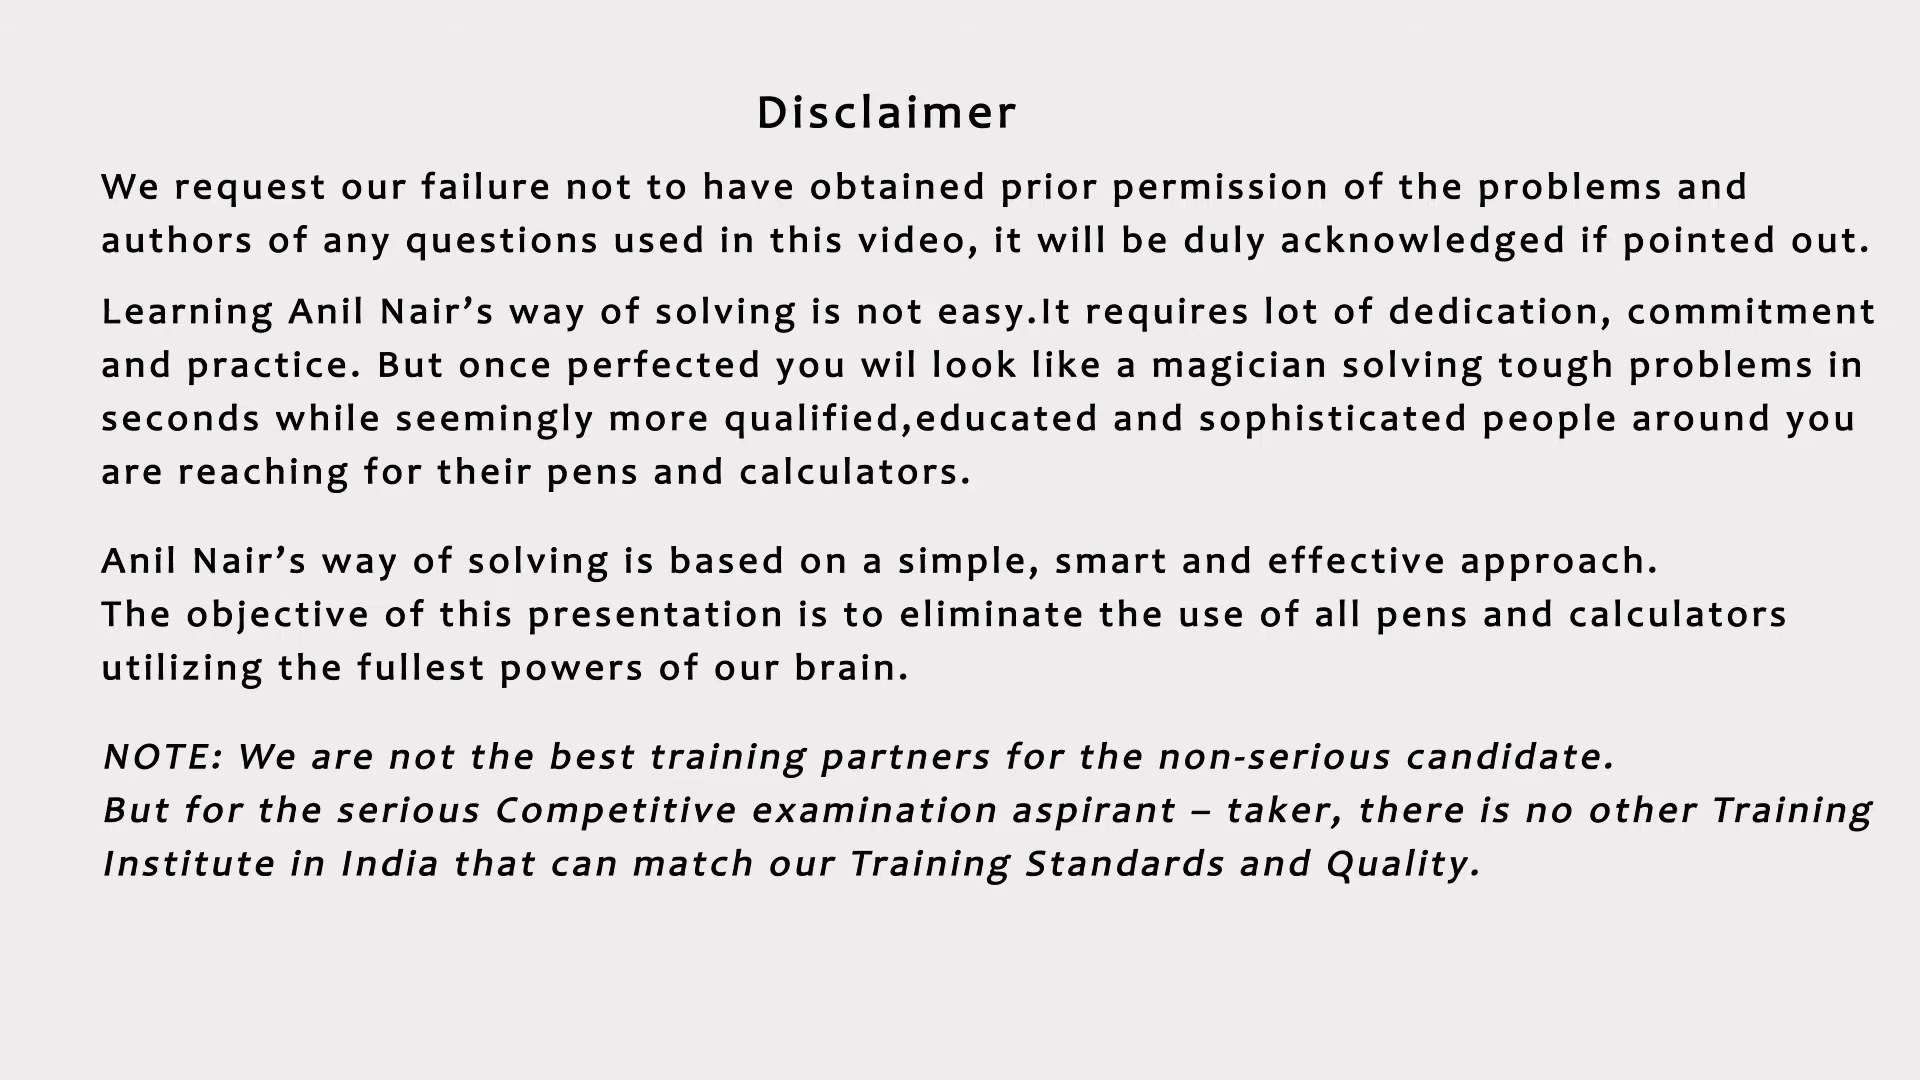 Disclaimer
We request our failure not to have obtained prior permission of the problems and
authors of any questions used in this video, it will be duly acknowledged if pointed out.
Learning Anil Nair’s way of solving is not easy.It requires lot of dedication, commitment
and practice. But once perfected you wil look like a magician solving tough problems in
seconds while seemingly more qualified,educated and sophisticated people around you
are reaching for their pens and calculators.
Anil Nair’s way of solving is based on a simple, smart and effective approach.
The objective of this presentation is to eliminate the use of all pens and calculators
utilizing the fullest powers of our brain.
NOTE: We are not the best training partners for the non-serious candidate.
But for the serious Competitive examination aspirant – taker, there is no other Training
Institute in India that can match our Training Standards and Quality.